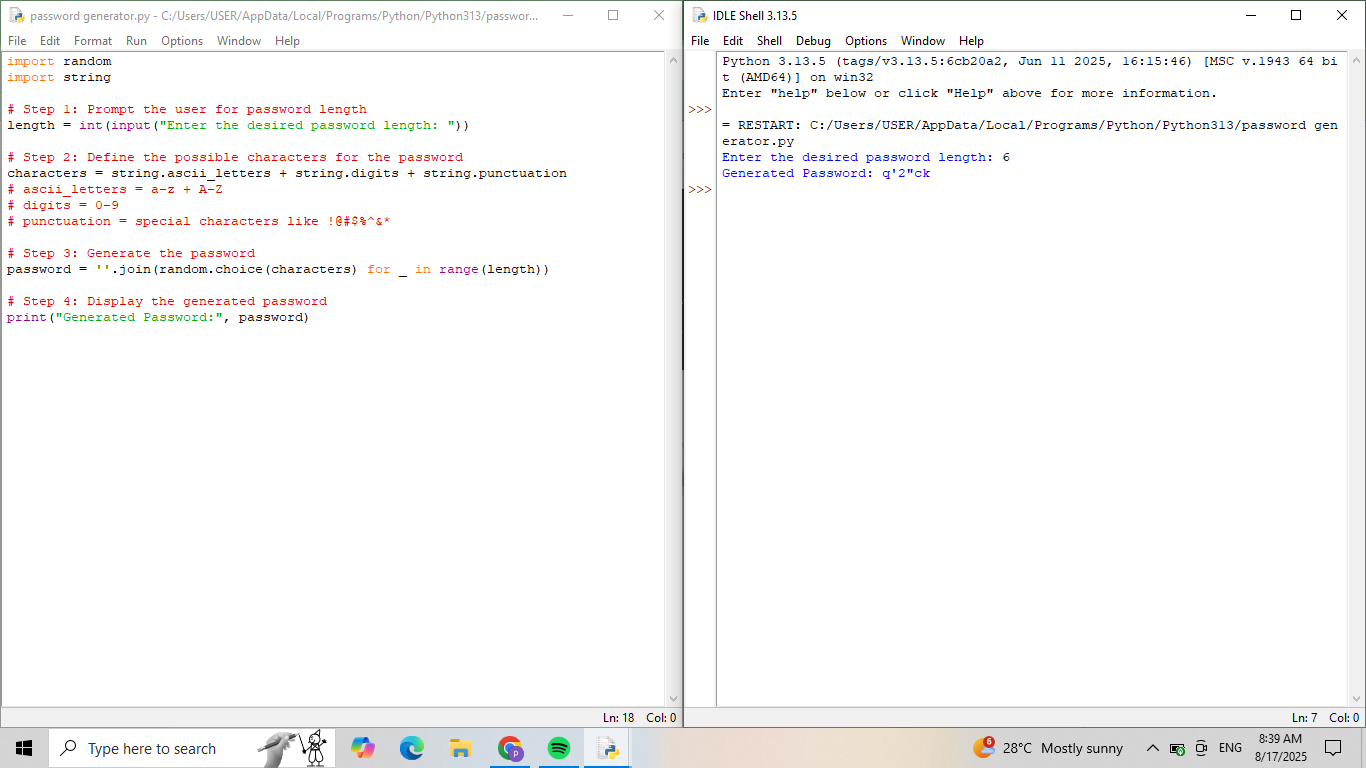 password generator.py - C:/Users/USER/AppData/Local/Programs/Python/Python313/passwor...
File Edit Format Run Options Window Help
import random
import string
# Step 1: Prompt the user for password length
length = int(input("Enter the desired password length: "))
# Step 2: Define the possible characters for the password
characters = string.ascii_letters + string.digits + string.punctuation
# ascii_letters = a-z + A-Z
# digits = 0-9
# punctuation = special characters like !@#$%^&*
# Step 3: Generate the password
password = ''.join(random.choice(characters) for _ in range(length))
# Step 4: Display the generated password
print("Generated Password:", password)
Ln: 18 Col: 0
IDLE Shell 3.13.5
File Edit Shell Debug Options Window Help
Python 3.13.5 (tags/v3.13.5:6cb20a2, Jun 11 2025, 16:15:46) [MSC v.1943 64 bi
t (AMD64)] on win32
Enter "help" below or click "Help" above for more information.
>>>
= RESTART: C:/Users/USER/AppData/Local/Programs/Python/Python313/password gen
erator.py
Enter the desired password length: 6
Generated Password: q'2"ck
>>>
Ln: 7 Col: 0
Type here to search
6
28°C Mostly sunny
ENG
8:39 AM
8/17/2025